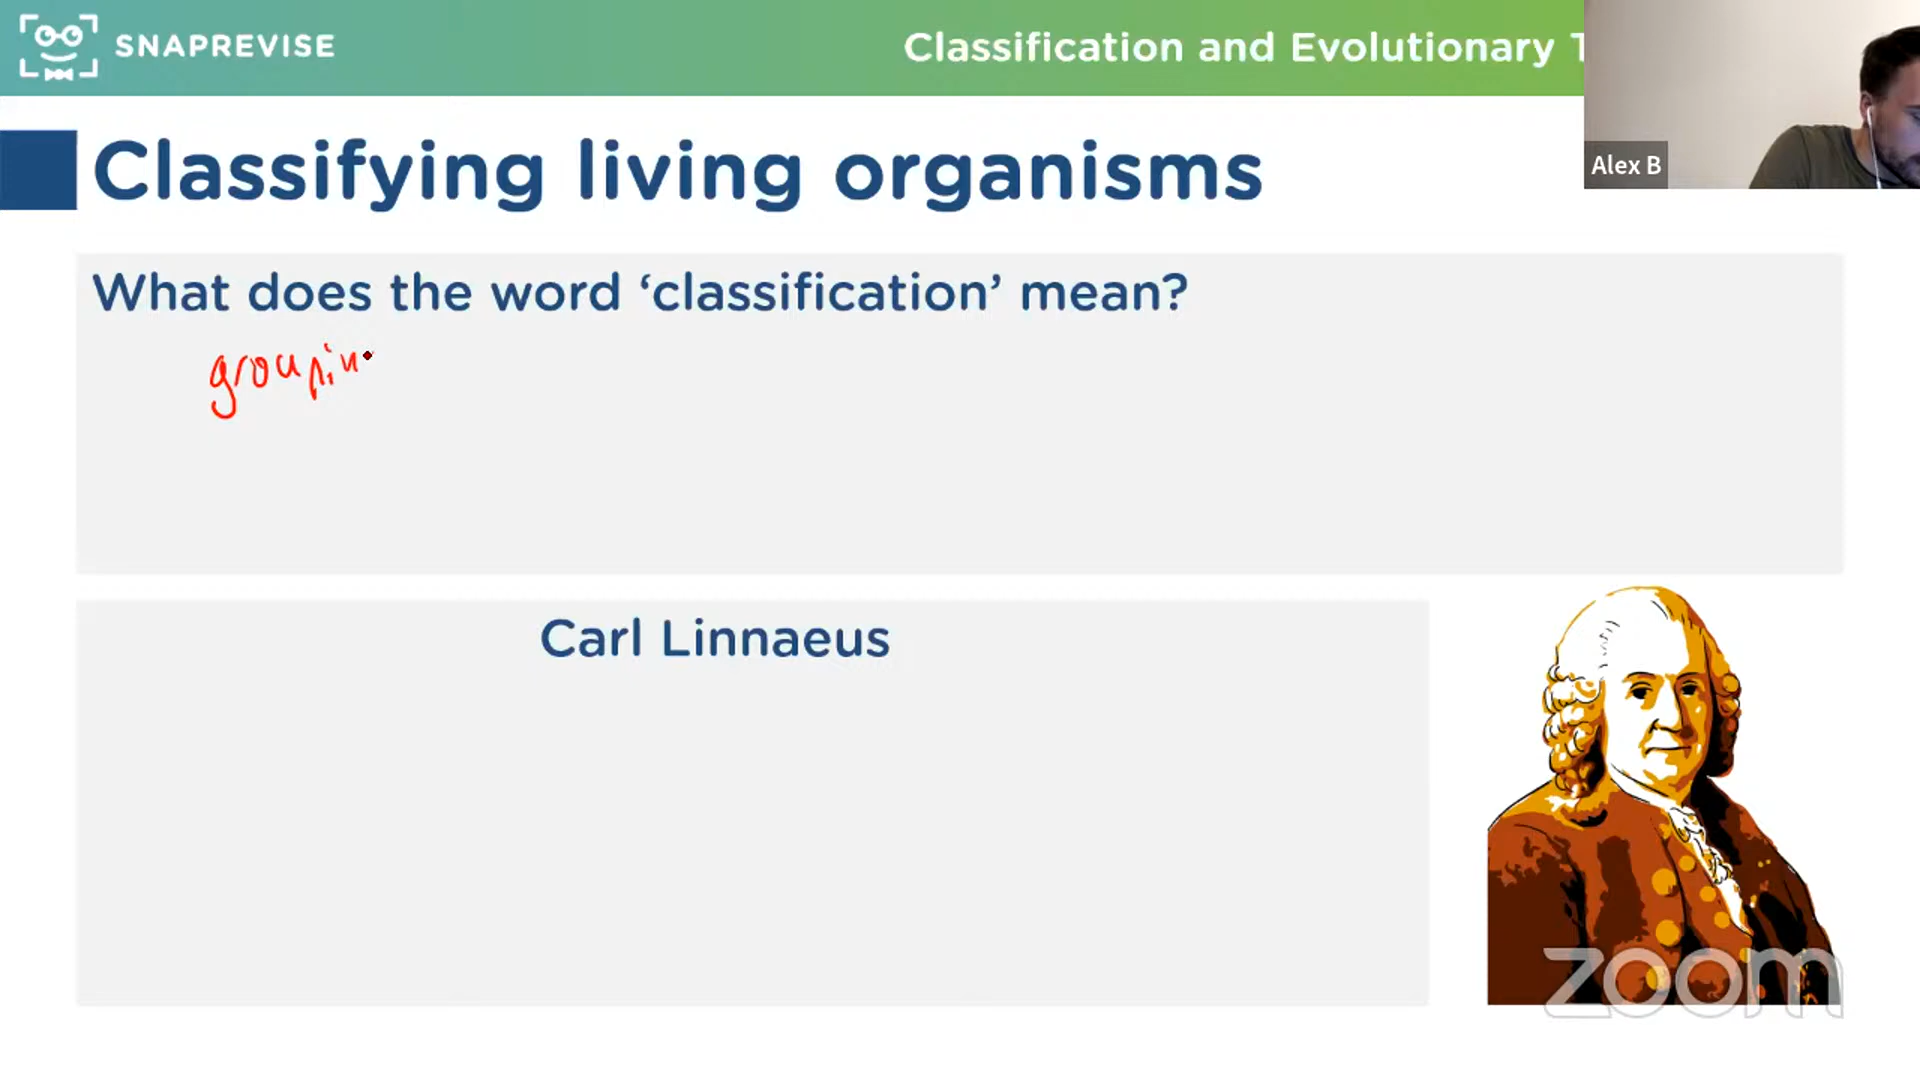 SNAPREVISE
Classification and Evolutionary
Alex B
Classifying living organisms
What does the word ‘classification’ mean?
groupin
Carl Linnaeus
zoom